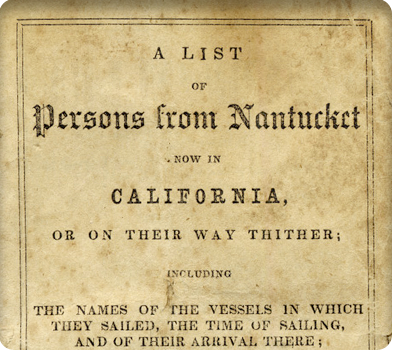 A LIST
OF
Persons from Nantucket
NOW IN
CALIFORNIA,
OR ON THEIR WAY THITHER;
INCLUDING
THE NAMES OF THE VESSELS IN WHICH
THEY SAILED, THE TIME OF SAILING,
AND OF THEIR ARRIVAL THERE;